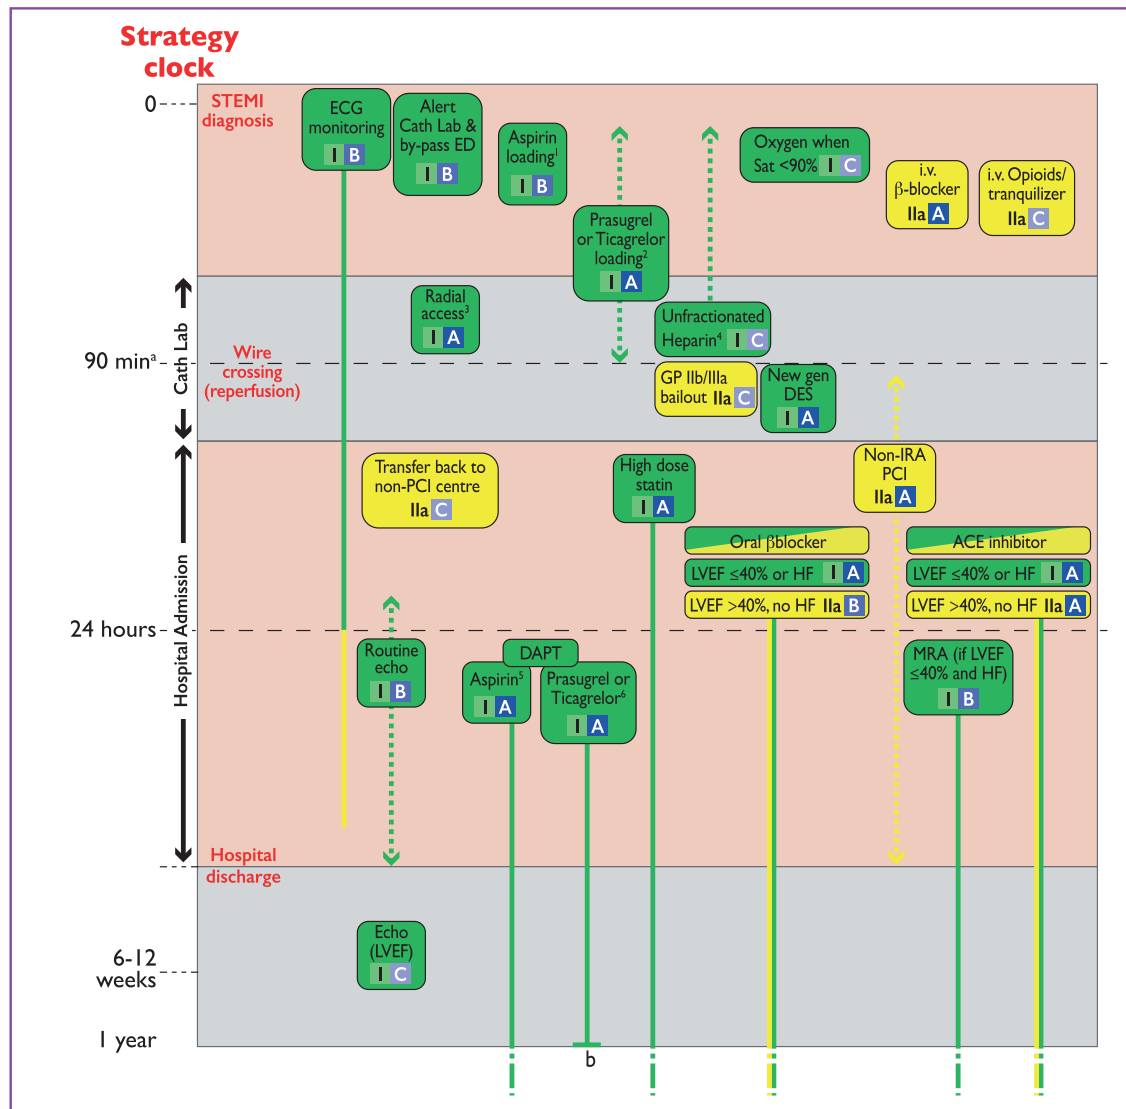 Strategy
clock
0
STEMI
diagnosis
ECG
monitoring
I B
Alert
Cath Lab &
by-pass ED
I B
Aspirin
loading¹
I B
Prasugrel
or Ticagrelor
loading²
I A
Oxygen when
Sat <90% I C
i.v.
β-blocker
IIa A
i.v. Opioids/
tranquilizer
IIa C
Cath Lab
Radial
access³
I A
Unfractionated
Heparin⁴ I C
90 minᵃ
Wire
crossing
(reperfusion)
GP IIb/IIIa
bailout IIa C
New gen
DES
I A
Hospital Admission
Transfer back to
non-PCI centre
IIa C
High dose
statin
I A
Non-IRA
PCI
IIa A
Oral βblocker
LVEF ≤40% or HF I A
LVEF >40%, no HF IIa B
ACE inhibitor
LVEF ≤40% or HF I A
LVEF >40%, no HF IIa A
24 hours
Routine
echo
I B
DAPT
Aspirin⁵
I A
Prasugrel or
Ticagrelor⁶
I A
MRA (if LVEF
≤40% and HF)
I B
Hospital
discharge
Echo
(LVEF)
I C
6-12
weeks
1 year
b